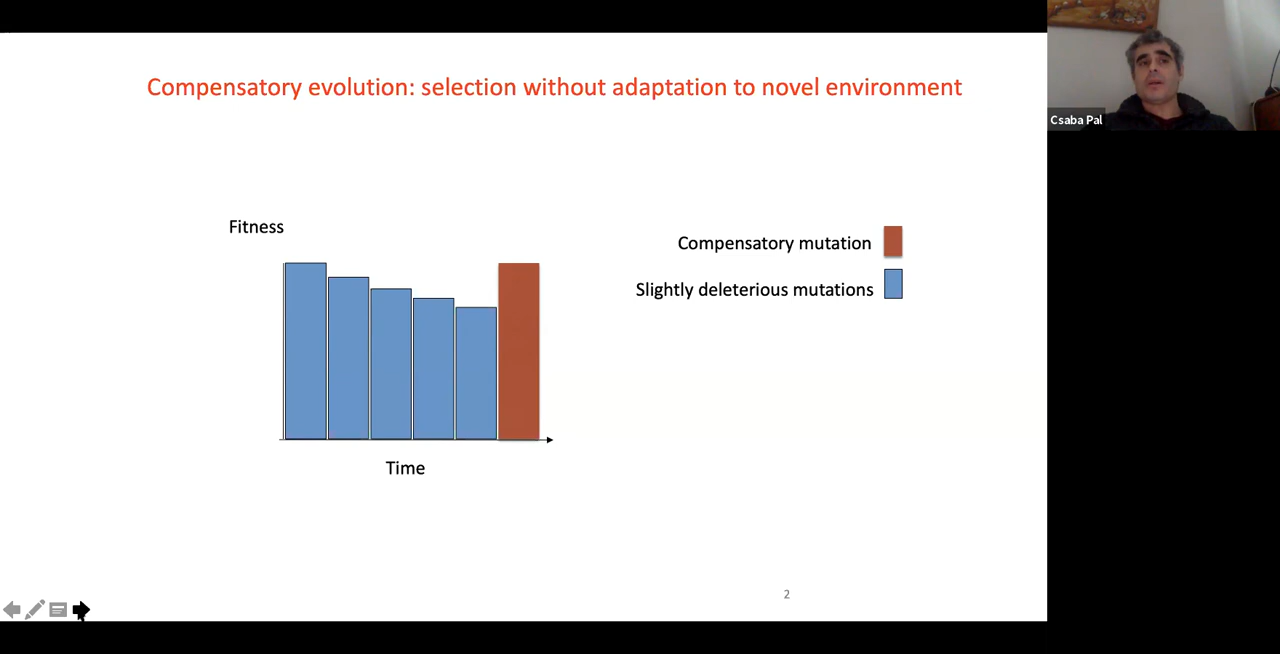 Compensatory evolution: selection without adaptation to novel environment
Csaba Pal
Fitness
Compensatory mutation
Slightly deleterious mutations
Time
2